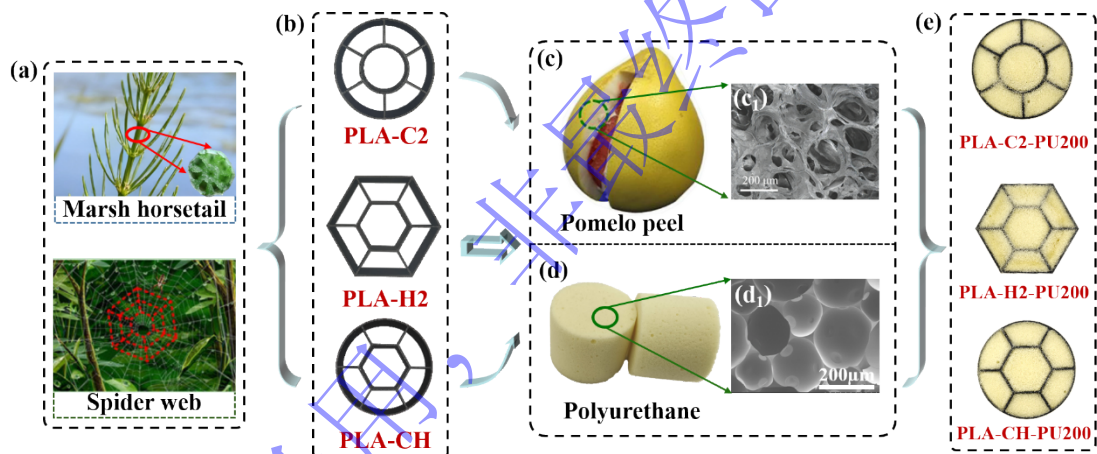 (a)
Marsh horsetail
Spider web
(b)
PLA-C2
PLA-H2
PLA-CH
(c)
(c1)
200 μm
Pomelo peel
(d)
(d1)
200μm
Polyurethane
(e)
PLA-C2-PU200
PLA-H2-PU200
PLA-CH-PU200